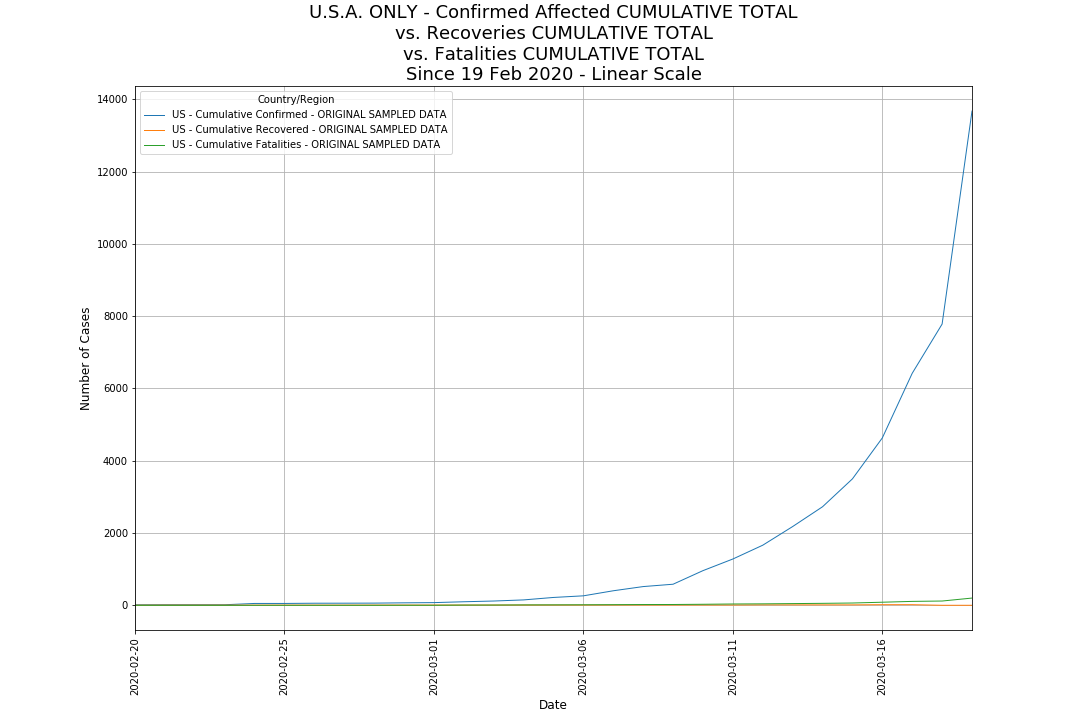 U.S.A. ONLY - Confirmed Affected CUMULATIVE TOTAL
vs. Recoveries CUMULATIVE TOTAL
vs. Fatalities CUMULATIVE TOTAL
Since 19 Feb 2020 - Linear Scale
Country/Region
US - Cumulative Confirmed - ORIGINAL SAMPLED DATA
US - Cumulative Recovered - ORIGINAL SAMPLED DATA
US - Cumulative Fatalities - ORIGINAL SAMPLED DATA
Number of Cases
14000
12000
10000
8000
6000
4000
2000
0
2020-02-20
2020-02-25
2020-03-01
2020-03-06
2020-03-11
2020-03-16
Date